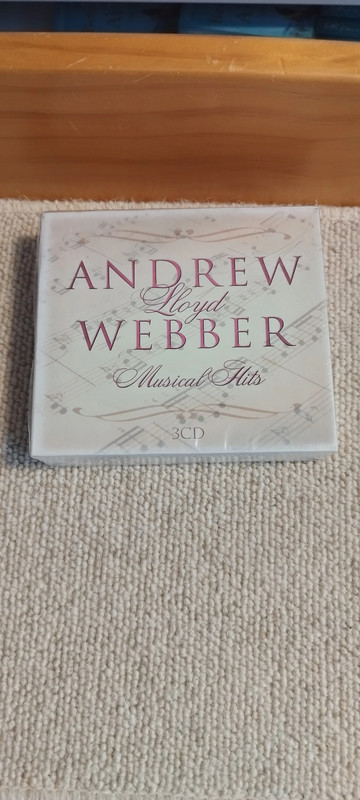 ANDREW
Lloyd
WEBBER
Musical Hits
3CD